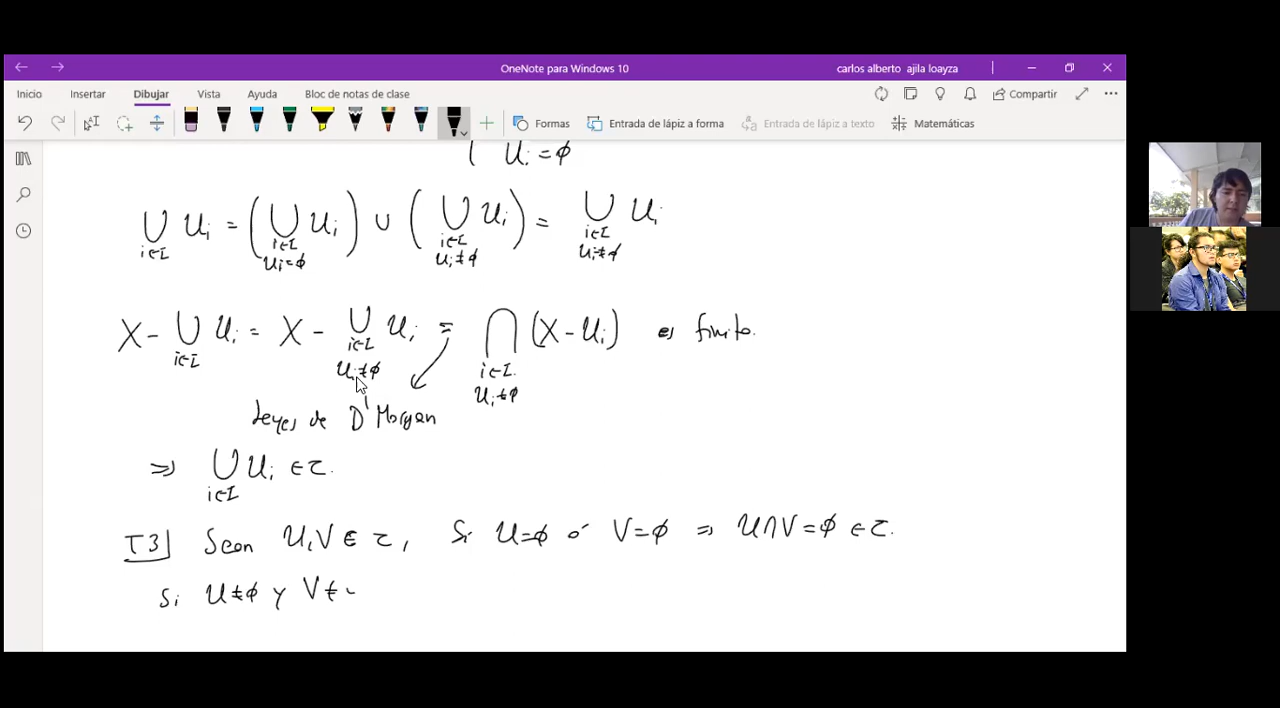 OneNote para Windows 10
carlos alberto ajila loayza
Inicio Insertar Dibujar Vista Ayuda Bloc de notas de clase
Compartir
Formas Entrada de lápiz a forma Entrada de lápiz a texto Matemáticas
( Uᵢ = ϕ
⋃_{i∈I} Uᵢ = (⋃_{i∈I, Uᵢ=ϕ} Uᵢ) ∪ (⋃_{i∈I, Uᵢ≠ϕ} Uᵢ) = ⋃_{i∈I, Uᵢ≠ϕ} Uᵢ
X - ⋃_{i∈I} Uᵢ = X - ⋃_{i∈I, Uᵢ≠ϕ} Uᵢ = ⋂_{i∈I, Uᵢ≠ϕ} (X - Uᵢ) es finito.
Leyes de D'Morgan
⇒ ⋃_{i∈I} Uᵢ ∈ τ.
T3] Sean U, V ∈ τ, Si U=ϕ ó V=ϕ ⇒ U∩V=ϕ ∈ τ.
Si U≠ϕ y V≠